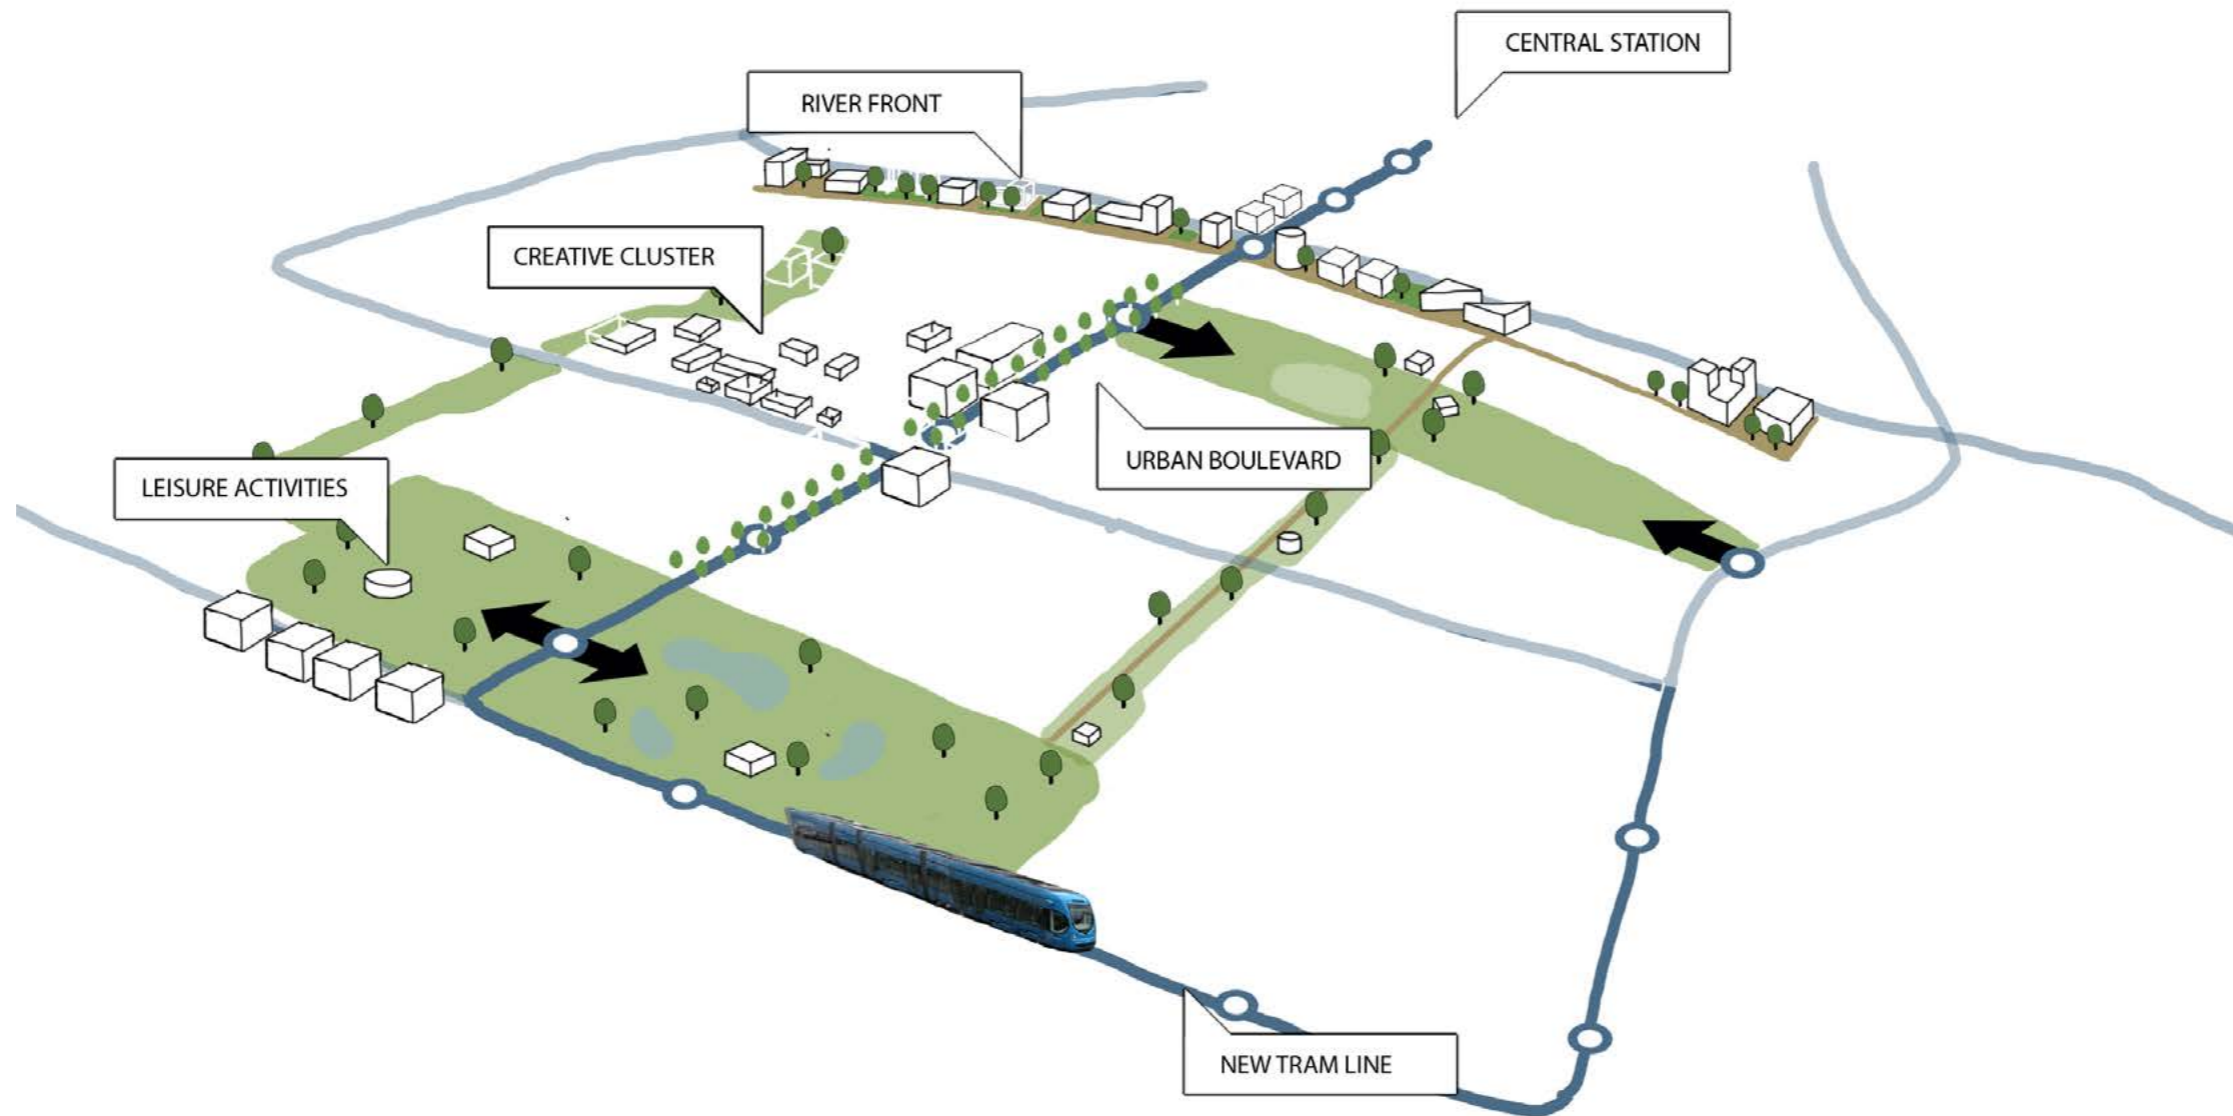 CENTRAL STATION
RIVER FRONT
CREATIVE CLUSTER
URBAN BOULEVARD
LEISURE ACTIVITIES
NEW TRAM LINE